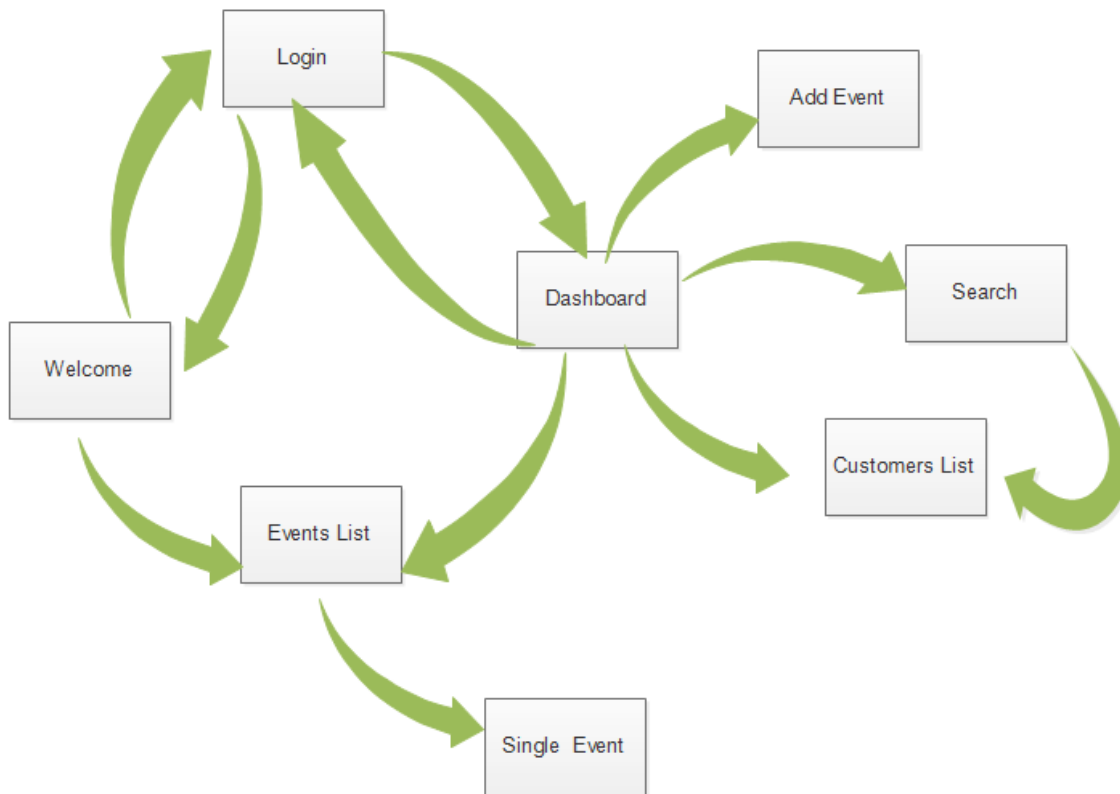 Login
Add Event
Dashboard
Search
Welcome
Customers List
Events List
Single Event